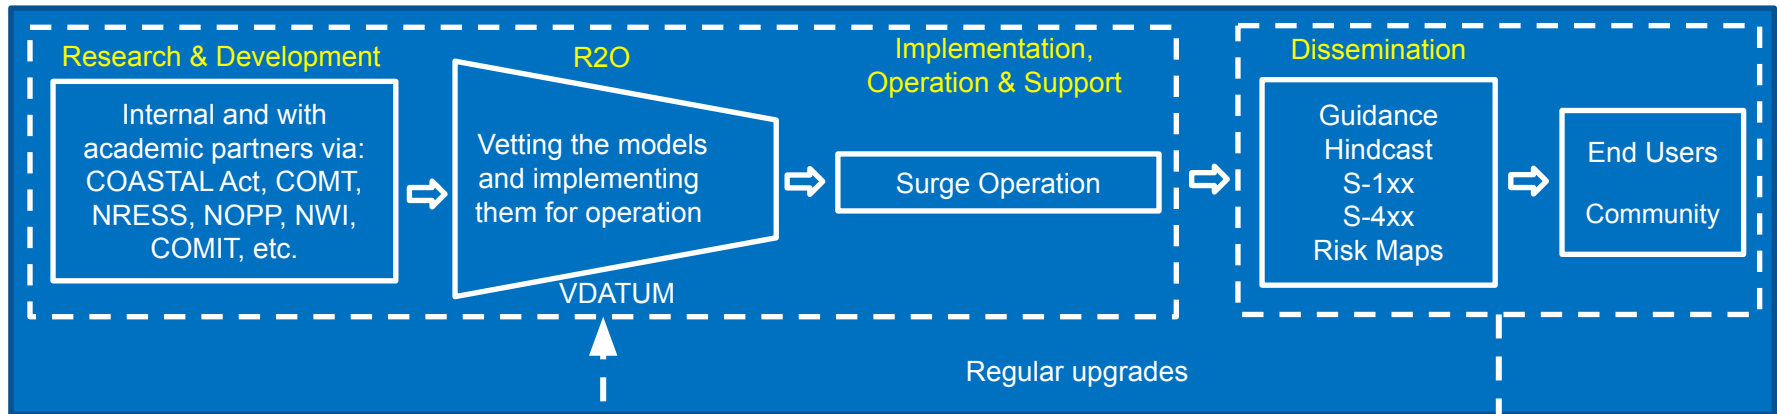 Research & Development
Internal and with
academic partners via:
COASTAL Act, COMT,
NRESS, NOPP, NWI,
COMIT, etc.
R2O
Vetting the models
and implementing
them for operation
VDATUM
Implementation,
Operation & Support
Surge Operation
Dissemination
Guidance
Hindcast
S-1xx
S-4xx
Risk Maps
End Users
Community
Regular upgrades